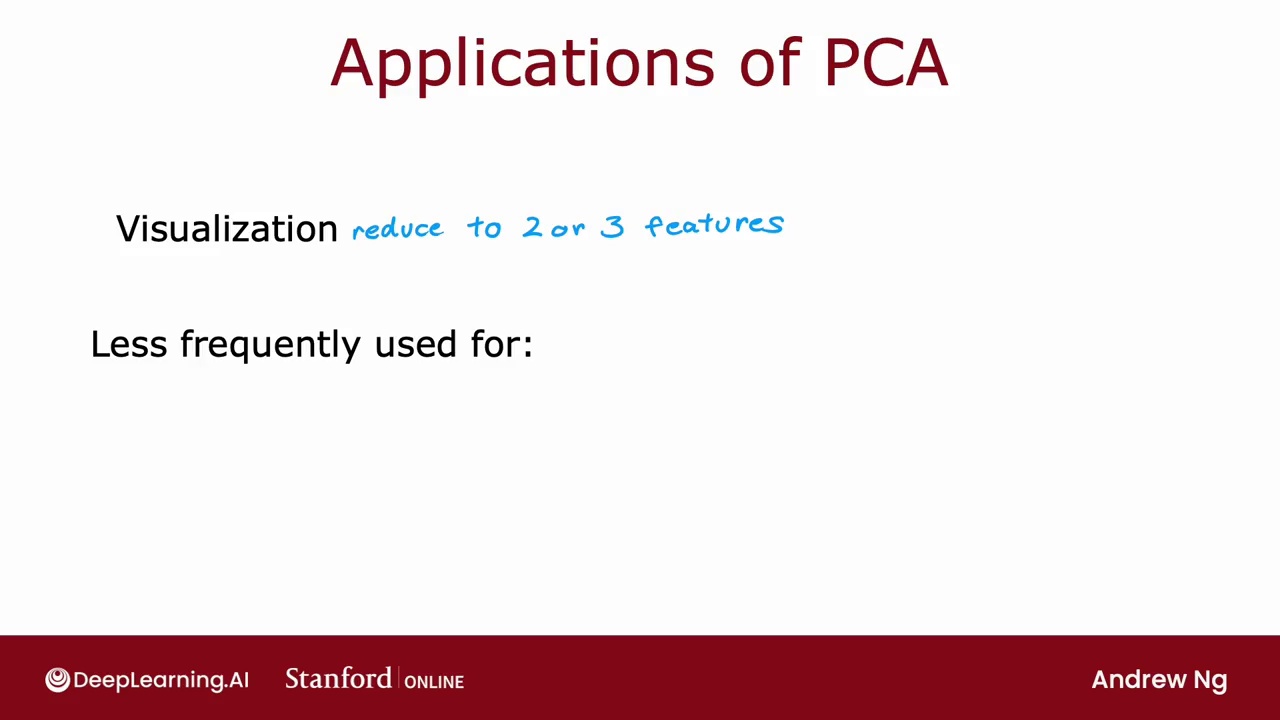 Applications of PCA
Visualization reduce to 2 or 3 features
Less frequently used for:
DeepLearning.AI Stanford ONLINE Andrew Ng